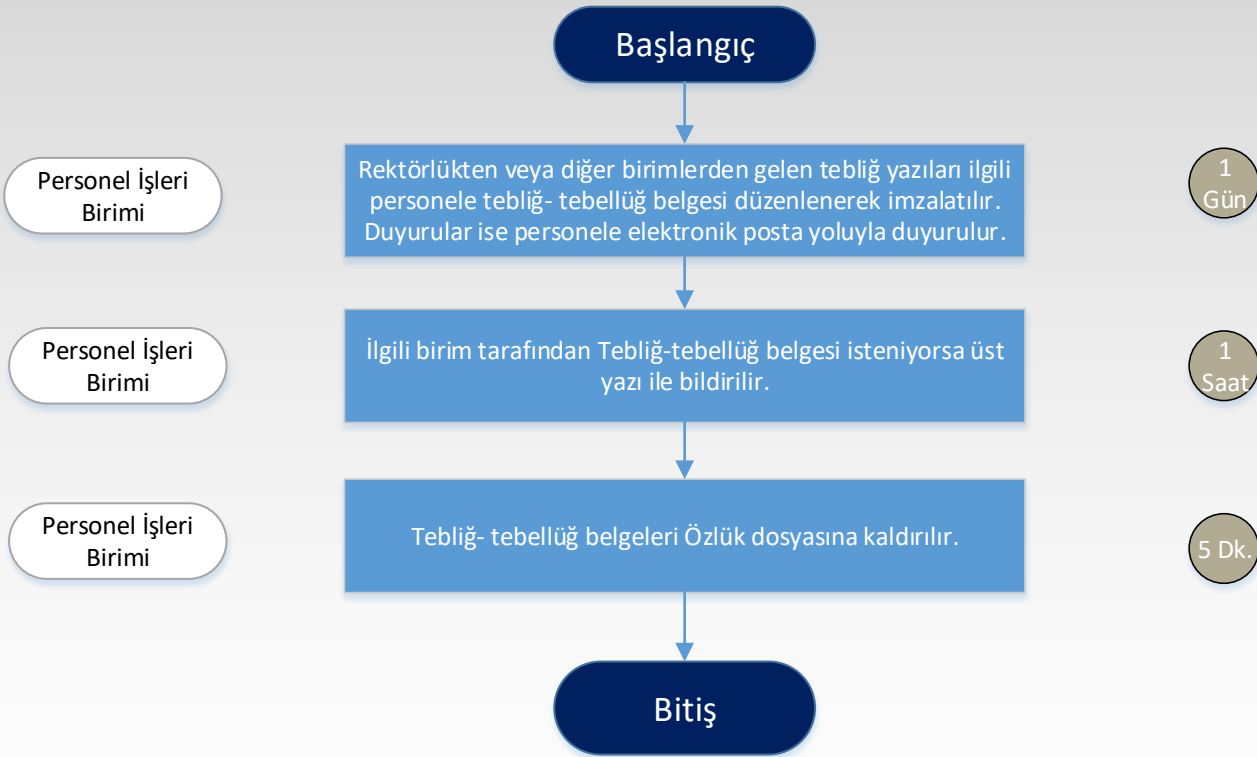 Başlangıç
Personel İşleri
Birimi
Rektörlükten veya diğer birimlerden gelen tebliğ yazıları ilgili
personele tebliğ- tebellüğ belgesi düzenlenerek imzalatılır.
Duyurular ise personele elektronik posta yoluyla duyurulur.
1
Gün
Personel İşleri
Birimi
İlgili birim tarafından Tebliğ-tebellüğ belgesi isteniyorsa üst
yazı ile bildirilir.
1
Saat
Personel İşleri
Birimi
Tebliğ- tebellüğ belgeleri Özlük dosyasına kaldırılır.
5 Dk.
Bitiş